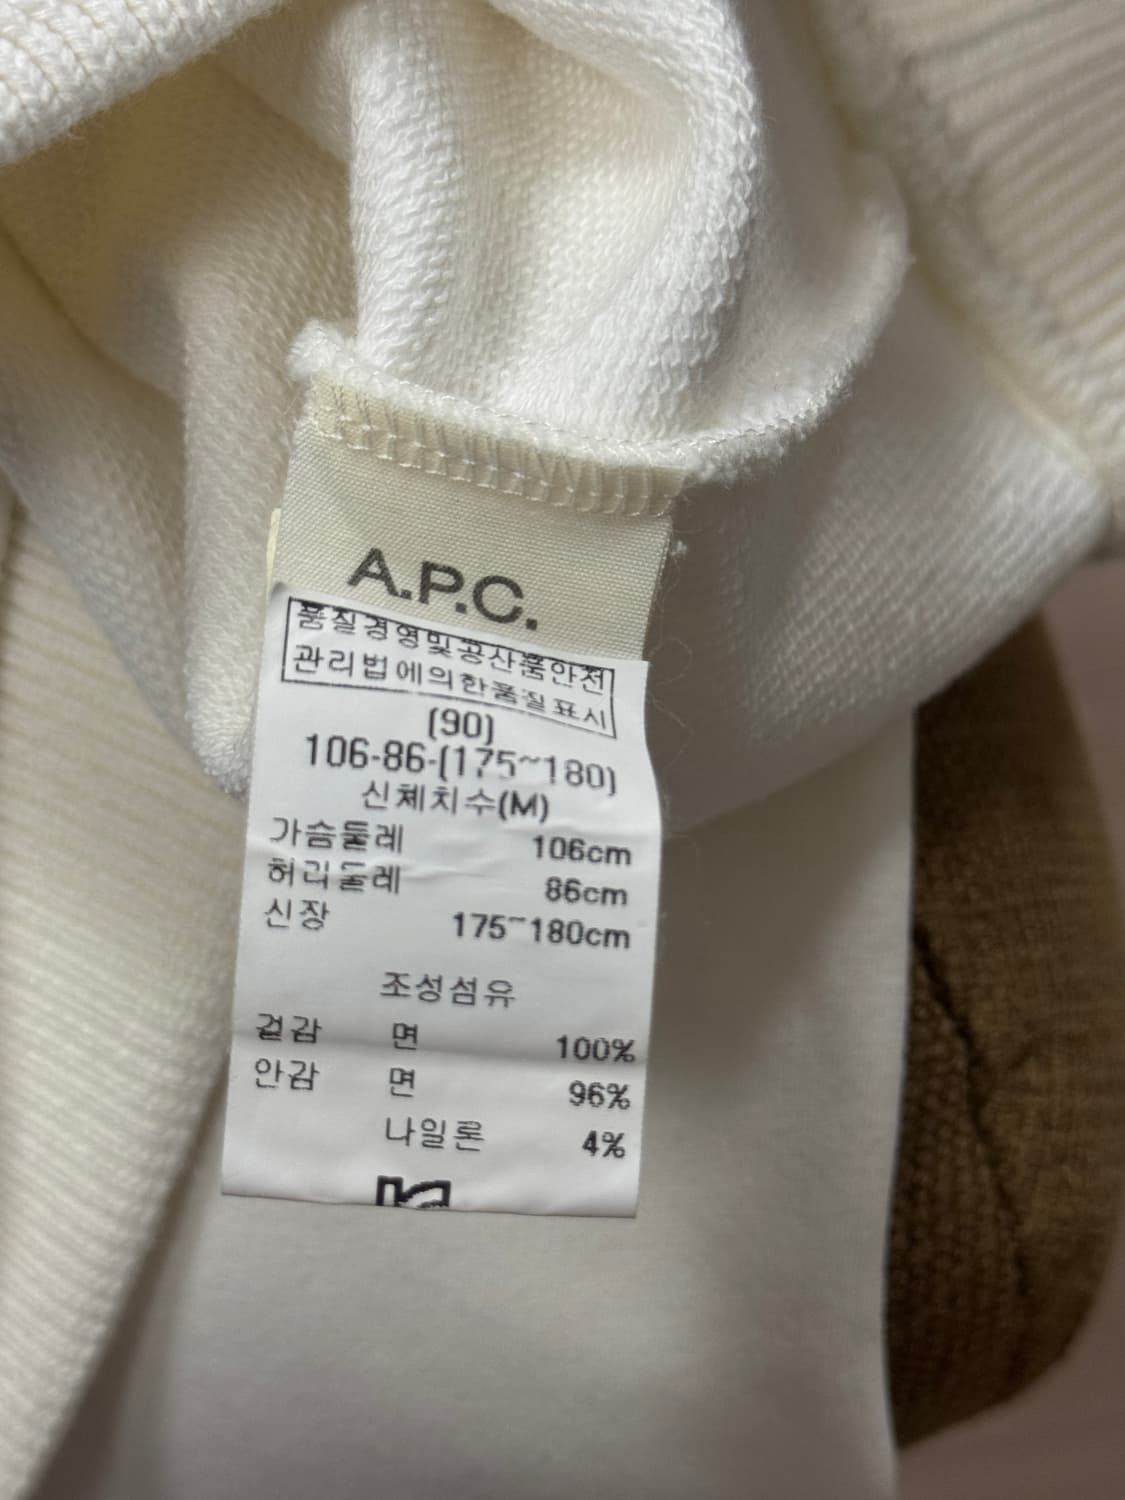 A.P.C.
품질경영및공산품안전
관리법에의한품질표시
(90)
106-86-(175~180)
신체치수(M)
가슴둘레 106cm
허리둘레 86cm
신장 175~180cm
조성섬유
겉감 면 100%
안감 면 96%
나일론 4%